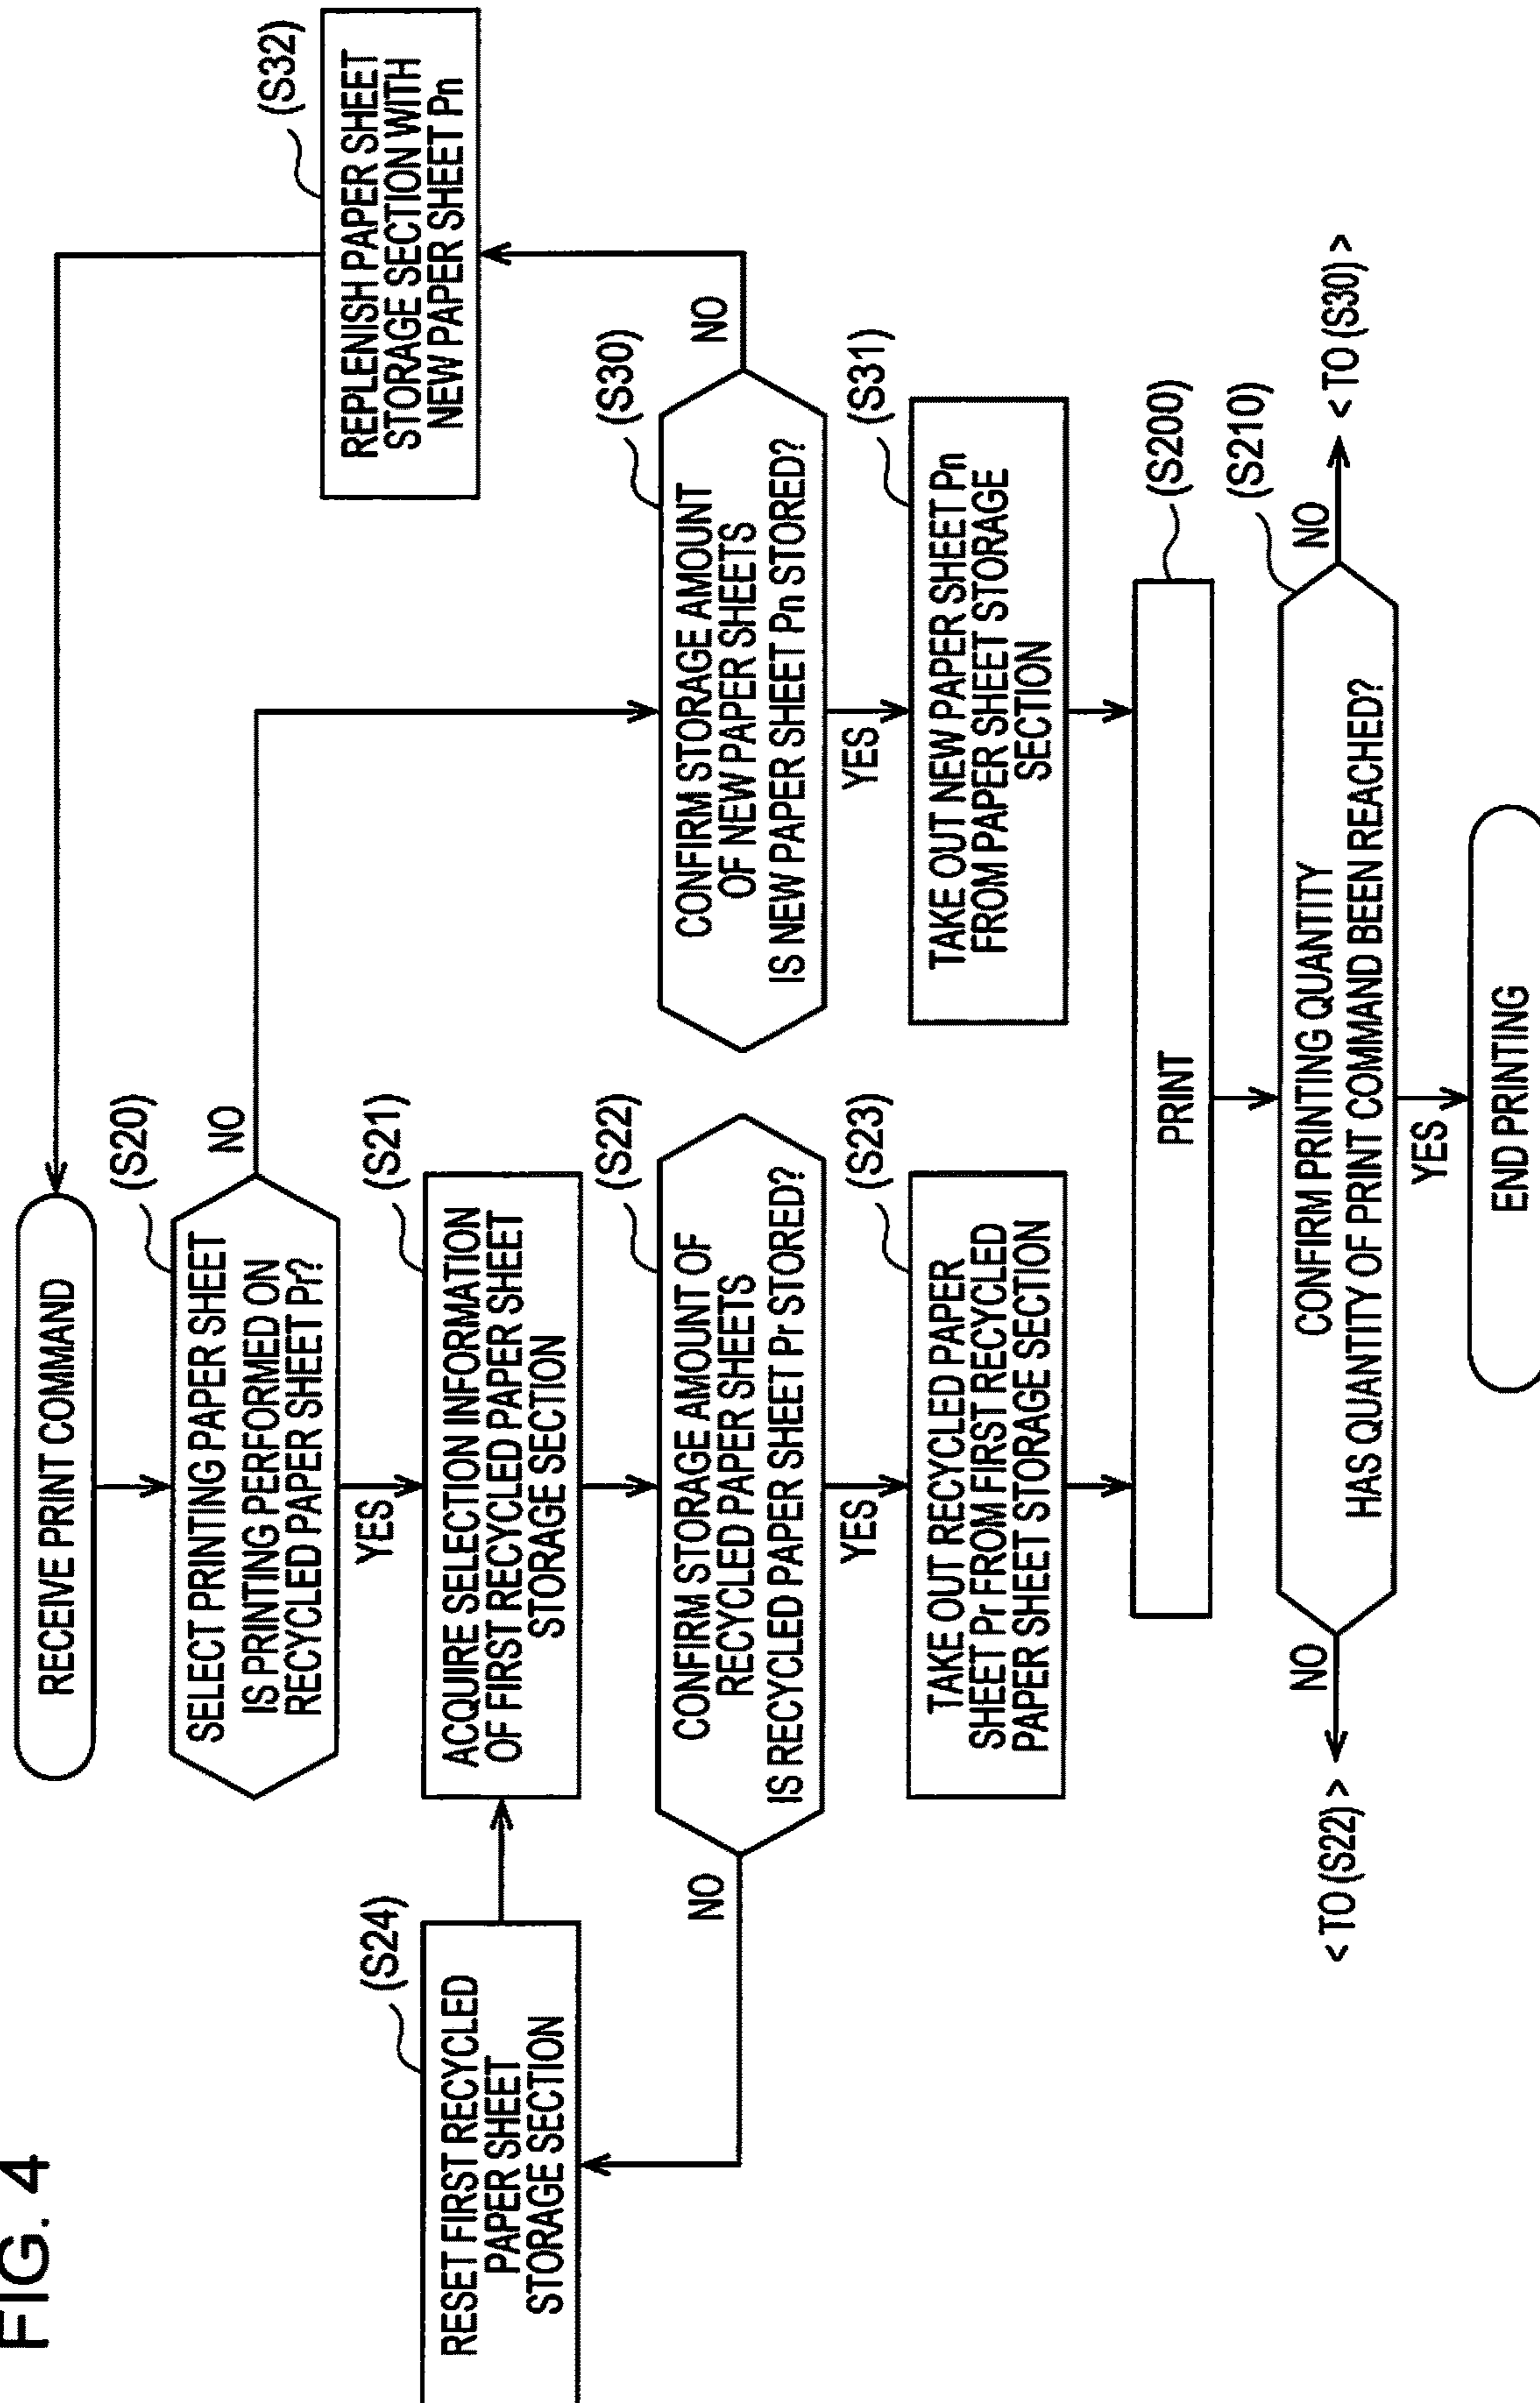 FIG. 4
RECEIVE PRINT COMMAND
(S20)
SELECT PRINTING PAPER SHEET
IS PRINTING PERFORMED ON
RECYCLED PAPER SHEET Pr?
NO
YES
(S24)
RESET FIRST RECYCLED
PAPER SHEET
STORAGE SECTION
(S21)
ACQUIRE SELECTION INFORMATION
OF FIRST RECYCLED PAPER SHEET
STORAGE SECTION
(S32)
REPLENISH PAPER SHEET
STORAGE SECTION WITH
NEW PAPER SHEET Pn
(S22)
CONFIRM STORAGE AMOUNT OF
RECYCLED PAPER SHEETS
IS RECYCLED PAPER SHEET Pr STORED?
NO
YES
(S30)
CONFIRM STORAGE AMOUNT
OF NEW PAPER SHEETS
IS NEW PAPER SHEET Pn STORED?
NO
YES
(S23)
TAKE OUT RECYCLED PAPER
SHEET Pr FROM FIRST RECYCLED
PAPER SHEET STORAGE SECTION
(S31)
TAKE OUT NEW PAPER SHEET Pn
FROM PAPER SHEET STORAGE
SECTION
(S200)
PRINT
(S210)
CONFIRM PRINTING QUANTITY
HAS QUANTITY OF PRINT COMMAND BEEN REACHED?
NO
< TO (S22) >
NO
< TO (S30) >
YES
END PRINTING